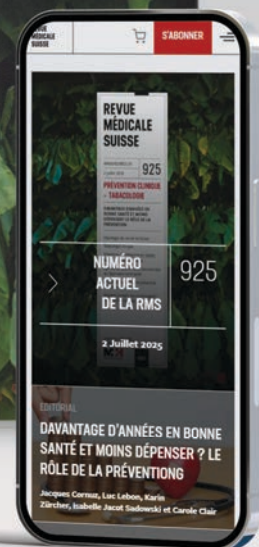 REVUE
MÉDICALE
SUISSE
S'ABONNER
REVUE
MÉDICALE
SUISSE
925
PRÉVENTION CLINIQUE
– TABACOLOGIE
NUMÉRO
ACTUEL
DE LA RMS
925
2 Juillet 2025
ÉDITORIAL
DAVANTAGE D'ANNÉES EN BONNE
SANTÉ ET MOINS DÉPENSER ? LE
RÔLE DE LA PRÉVENTIONG
Jacques Cornuz, Luc Lebon, Karin
Zürcher, Isabelle Jacot Sadowski et Carole Clair